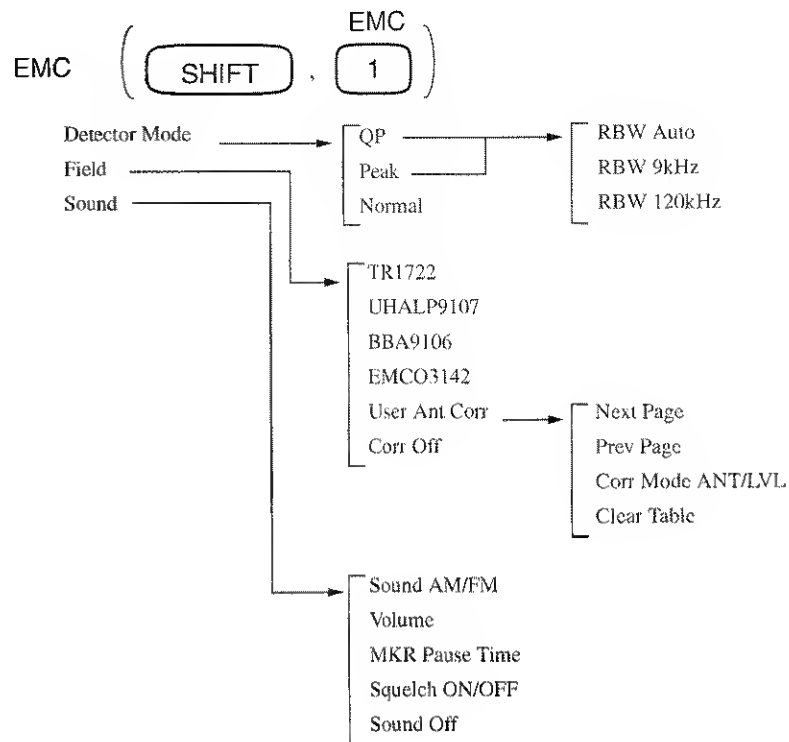 EMC
EMC ( SHIFT , 1 )
Detector Mode
Field
Sound
QP
Peak
Normal
RBW Auto
RBW 9kHz
RBW 120kHz
TR1722
UHALP9107
BBA9106
EMCO3142
User Ant Corr
Corr Off
Next Page
Prev Page
Corr Mode ANT/LVL
Clear Table
Sound AM/FM
Volume
MKR Pause Time
Squelch ON/OFF
Sound Off